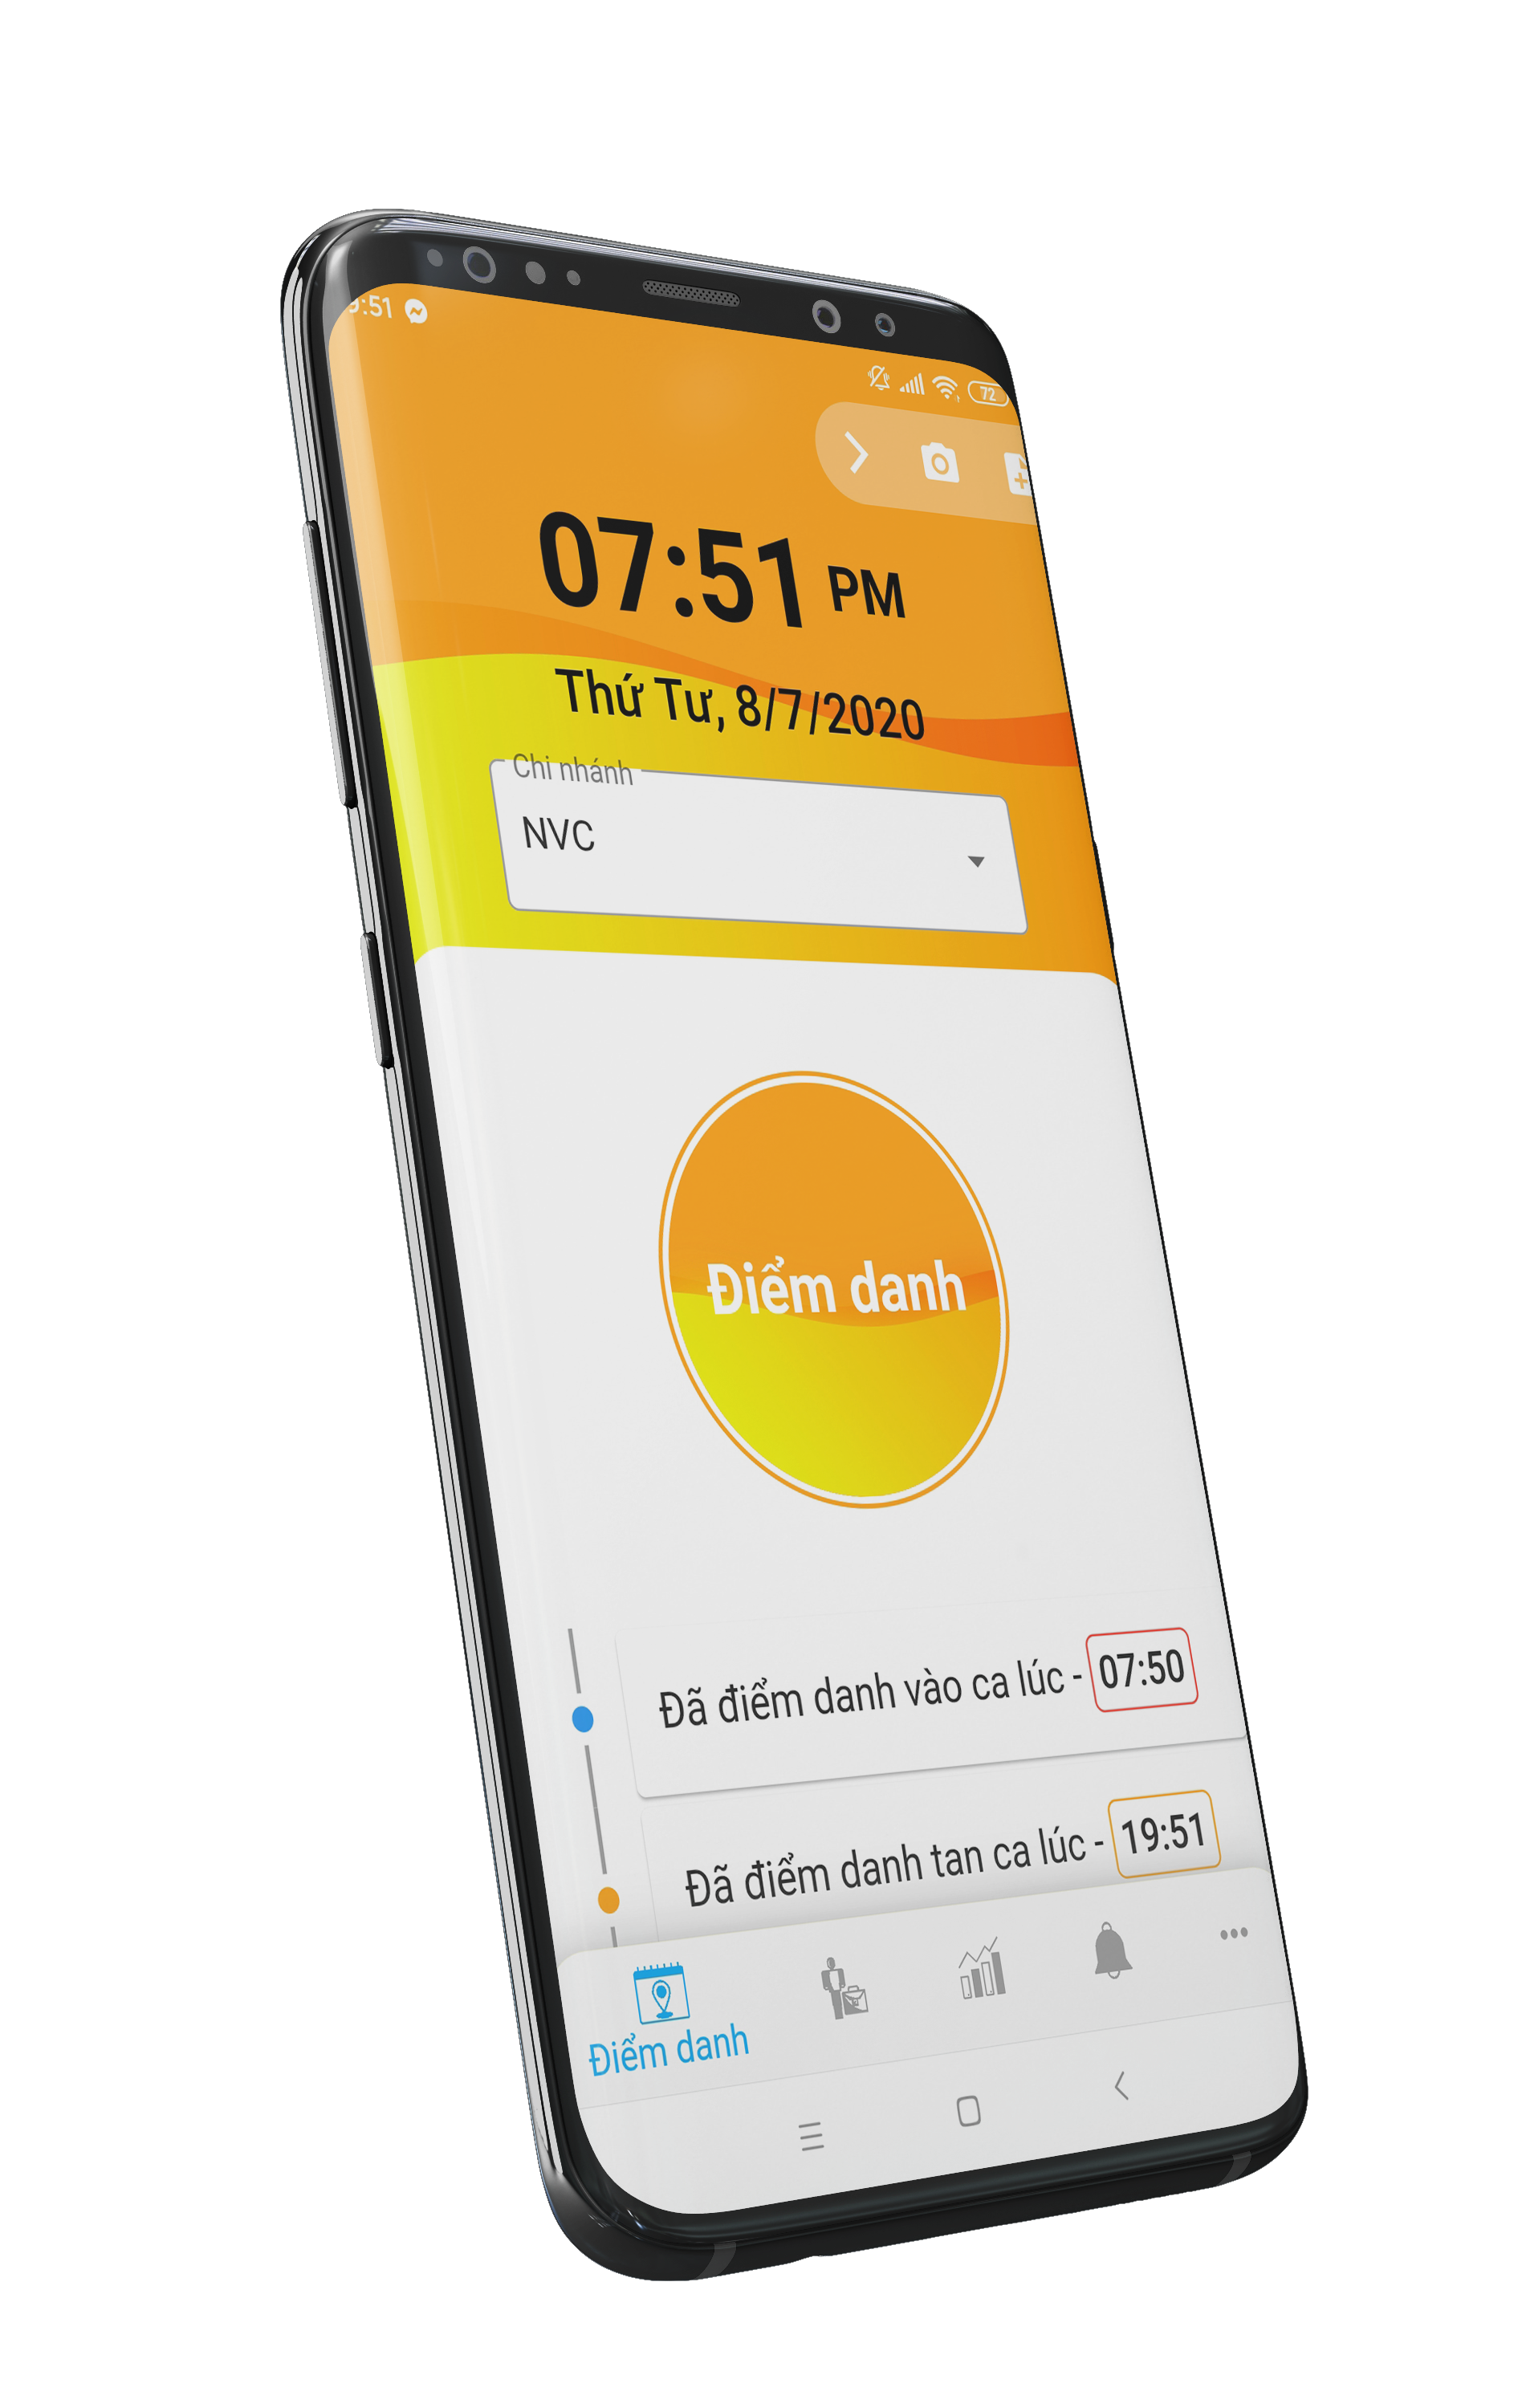 9:51
72
07:51 PM
Thứ Tư, 8/7/2020
Chi nhánh
NVC
Điểm danh
Đã điểm danh vào ca lúc - 07:50
Đã điểm danh tan ca lúc - 19:51
Điểm danh